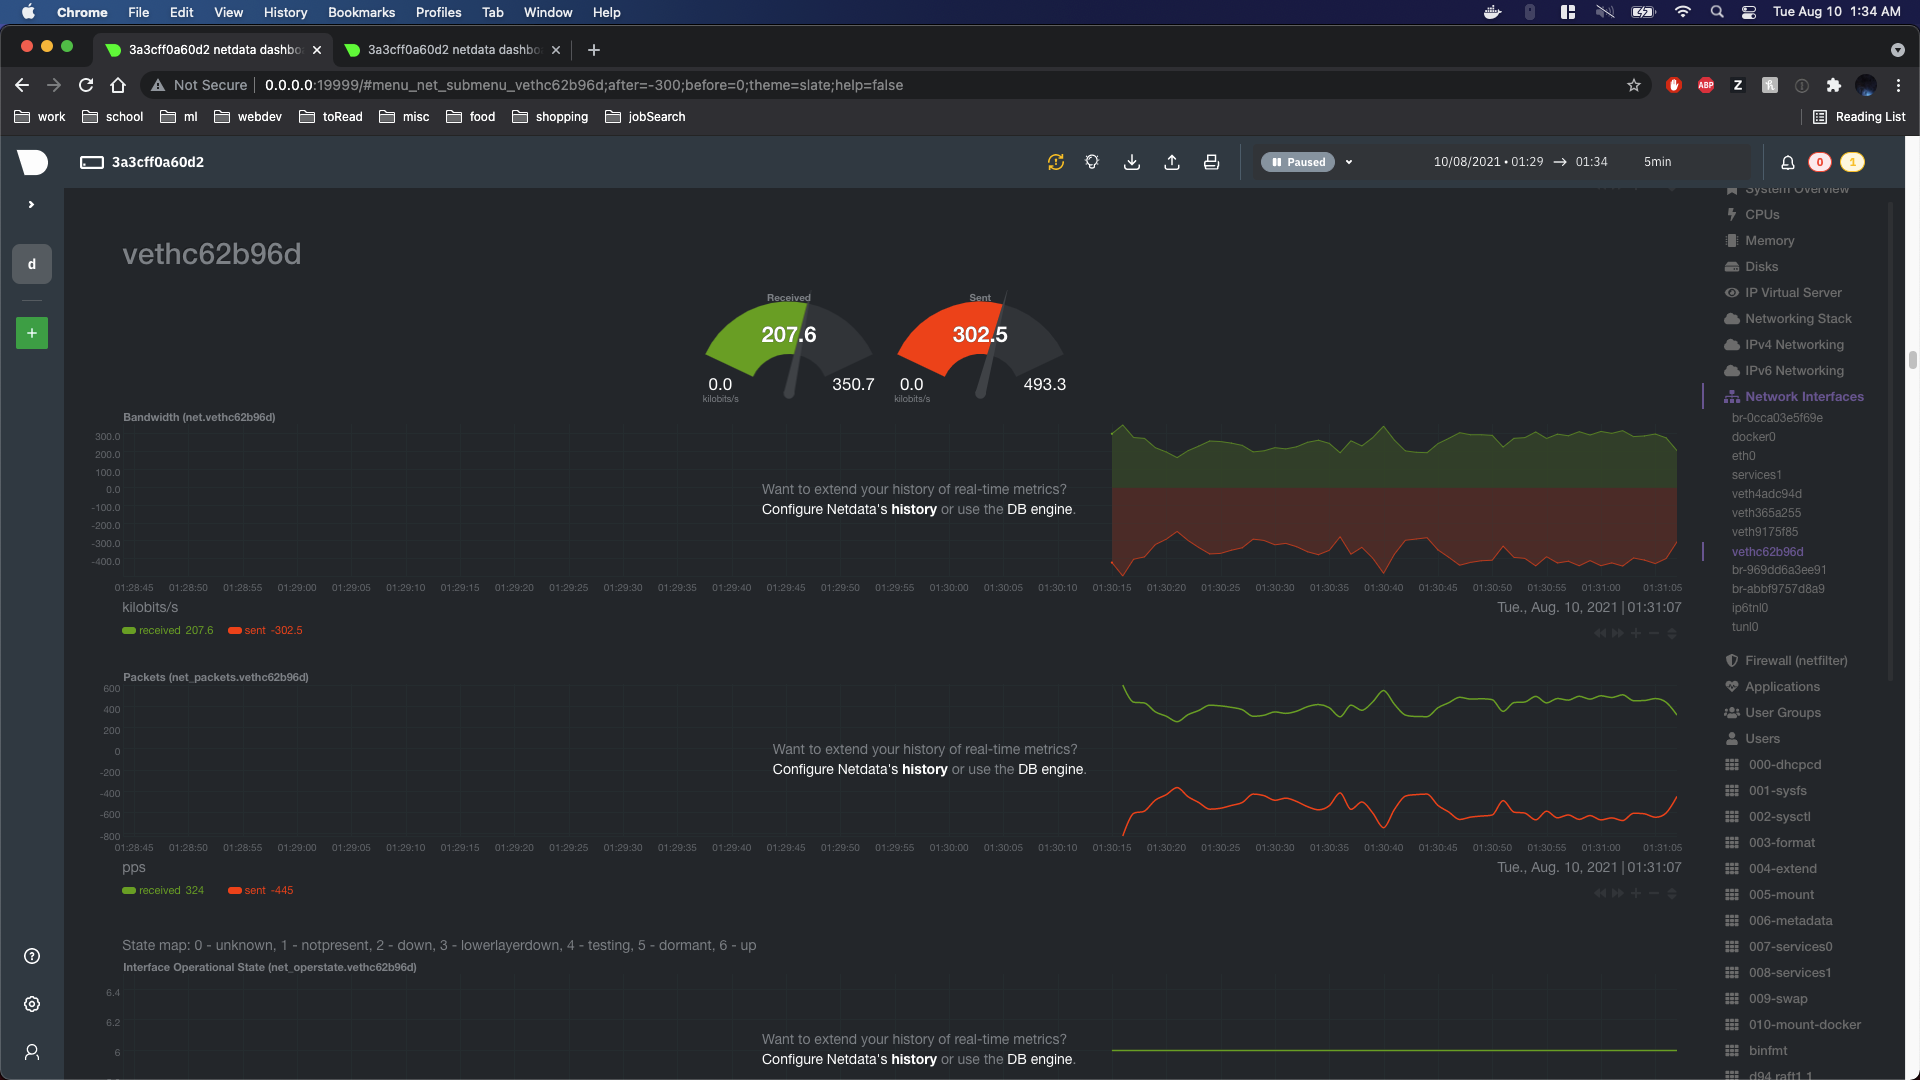 Chrome File Edit View History Bookmarks Profiles Tab Window Help Tue Aug 10 1:34 AM
3a3cff0a60d2 netdata dashbo 3a3cff0a60d2 netdata dashbo
Not Secure 0.0.0.0:19999/#menu_net_submenu_vethc62b96d;after=-300;before=0;theme=slate;help=false ABP Z
work school ml webdev toRead misc food shopping jobSearch Reading List
3a3cff0a60d2 Paused 10/08/2021 • 01:29 → 01:34 5min 0 1
d
+
vethc62b96d
Received Sent
207.6 302.5
0.0 350.7 0.0 493.3
kilobits/s kilobits/s
Bandwidth (net.vethc62b96d)
300.0
200.0
100.0
0.0
-100.0
-200.0
-300.0
-400.0
Want to extend your history of real-time metrics?
Configure Netdata's history or use the DB engine.
01:28:45 01:28:50 01:28:55 01:29:00 01:29:05 01:29:10 01:29:15 01:29:20 01:29:25 01:29:30 01:29:35 01:29:40 01:29:45 01:29:50 01:29:55 01:30:00 01:30:05 01:30:10 01:30:15 01:30:20 01:30:25 01:30:30 01:30:35 01:30:40 01:30:45 01:30:50 01:30:55 01:31:00 01:31:05
kilobits/s Tue., Aug. 10, 2021 | 01:31:07
received 207.6 sent -302.5
Packets (net_packets.vethc62b96d)
600
400
200
0
-200
-400
-600
-800
Want to extend your history of real-time metrics?
Configure Netdata's history or use the DB engine.
01:28:45 01:28:50 01:28:55 01:29:00 01:29:05 01:29:10 01:29:15 01:29:20 01:29:25 01:29:30 01:29:35 01:29:40 01:29:45 01:29:50 01:29:55 01:30:00 01:30:05 01:30:10 01:30:15 01:30:20 01:30:25 01:30:30 01:30:35 01:30:40 01:30:45 01:30:50 01:30:55 01:31:00 01:31:05
pps Tue., Aug. 10, 2021 | 01:31:07
received 324 sent -445
State map: 0 - unknown, 1 - notpresent, 2 - down, 3 - lowerlayerdown, 4 - testing, 5 - dormant, 6 - up
Interface Operational State (net_operstate.vethc62b96d)
6.4
6.2
6
Want to extend your history of real-time metrics?
Configure Netdata's history or use the DB engine.
System Overview
CPUs
Memory
Disks
IP Virtual Server
Networking Stack
IPv4 Networking
IPv6 Networking
Network Interfaces
br-0cca03e5f69e
docker0
eth0
services1
veth4adc94d
veth365a255
veth9175f85
vethc62b96d
br-969dd6a3ee91
br-abbf9757d8a9
ip6tnl0
tunl0
Firewall (netfilter)
Applications
User Groups
Users
000-dhcpcd
001-sysfs
002-sysctl
003-format
004-extend
005-mount
006-metadata
007-services0
008-services1
009-swap
010-mount-docker
binfmt
d94 raft1.1